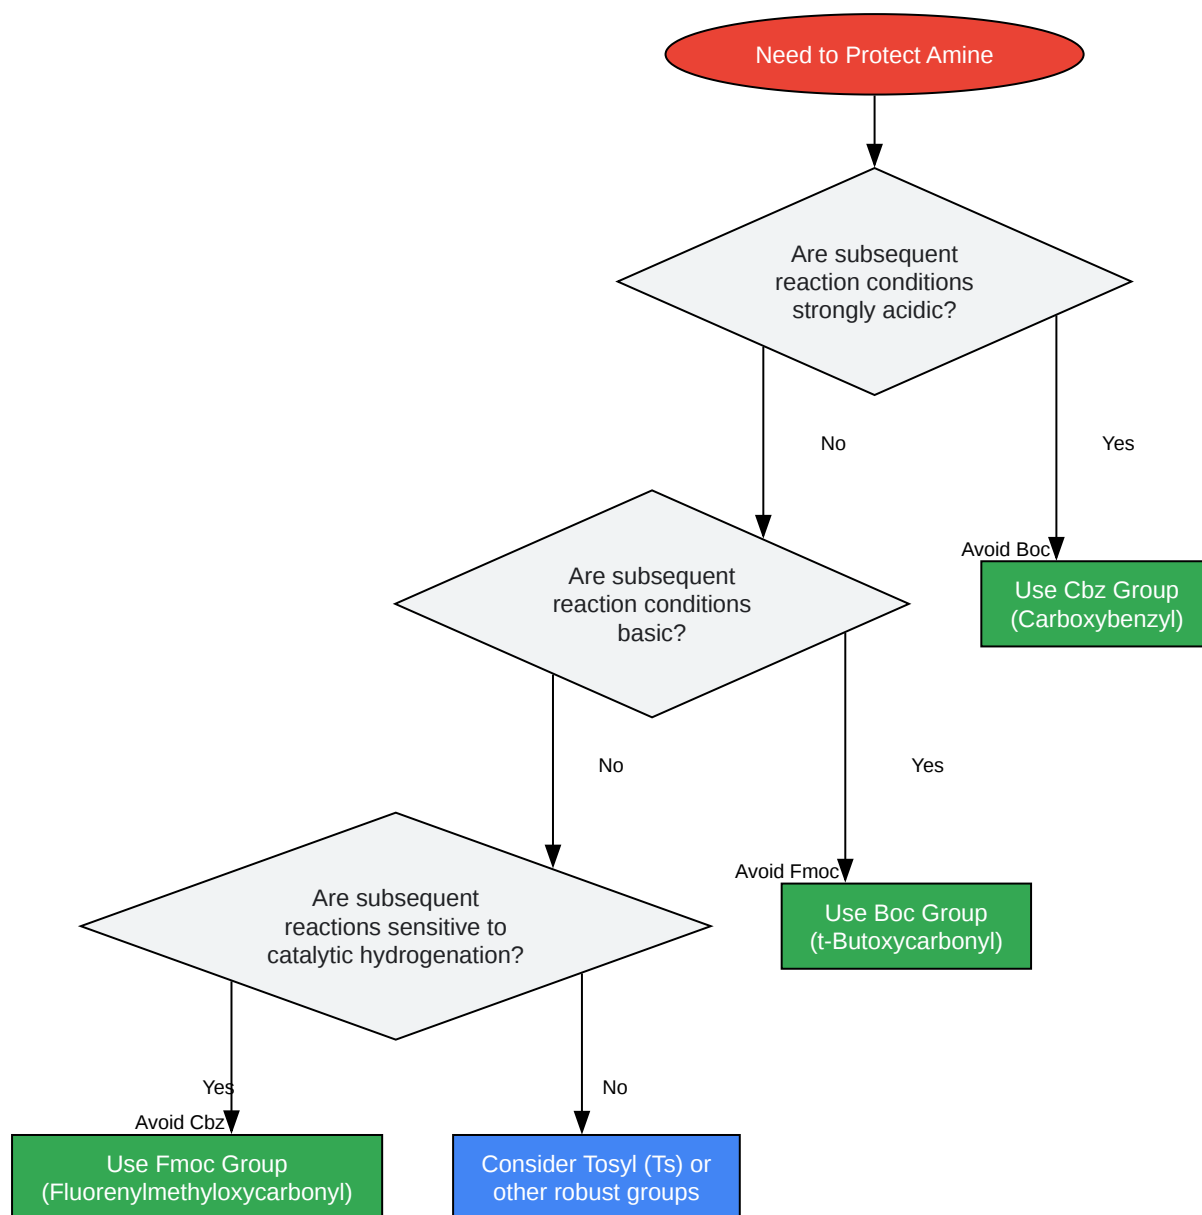 Need to Protect Amine
Are subsequent
reaction conditions
strongly acidic?
No
Yes
Avoid Boc
Use Cbz Group
(Carboxybenzyl)
Are subsequent
reaction conditions
basic?
No
Yes
Avoid Fmoc
Use Boc Group
(t-Butoxycarbonyl)
Are subsequent
reactions sensitive to
catalytic hydrogenation?
Yes
No
Avoid Cbz
Use Fmoc Group
(Fluorenylmethyloxycarbonyl)
Consider Tosyl (Ts) or
other robust groups